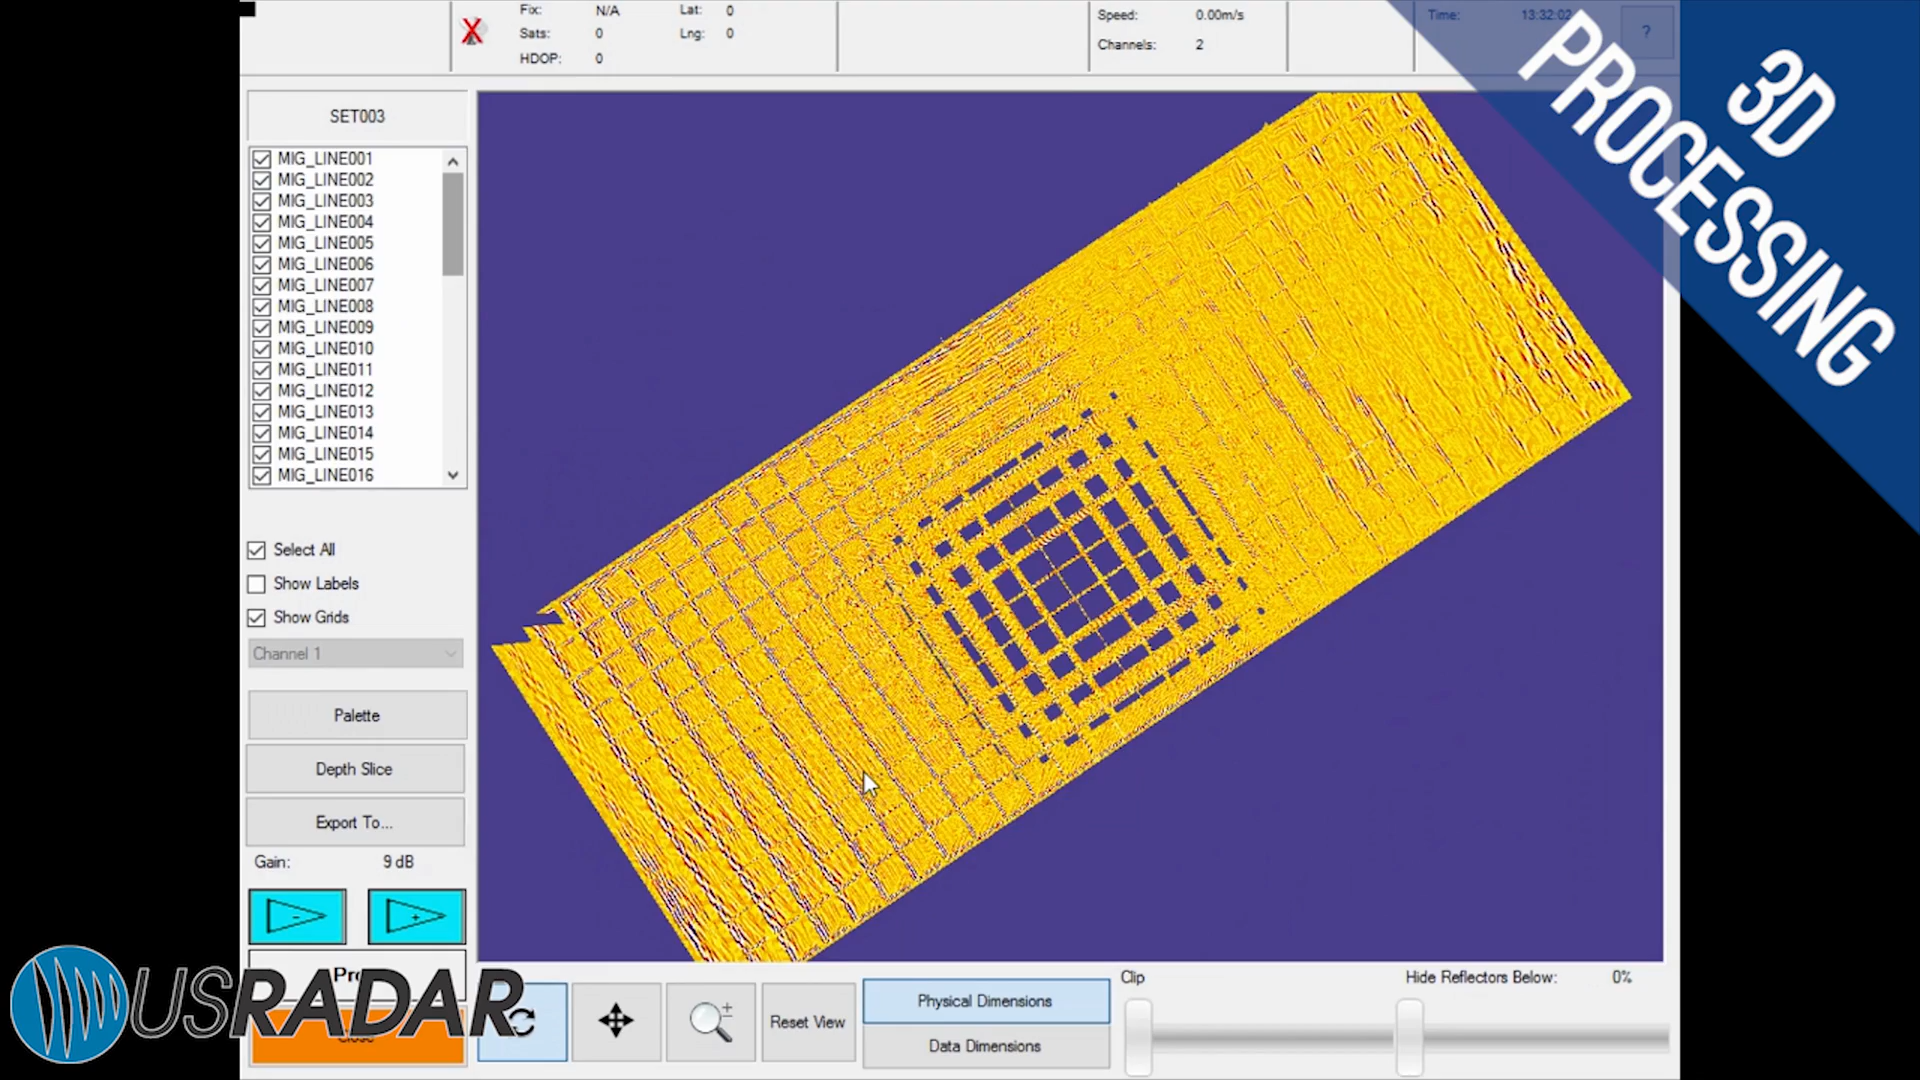 Fix: N/A Lat: 0
Sats: 0 Lng: 0
HDOP: 0
Speed: 0.00m/s
Channels: 2
Time: 13:32:02
?
3D
PROCESSING
SET003
MIG_LINE001
MIG_LINE002
MIG_LINE003
MIG_LINE004
MIG_LINE005
MIG_LINE006
MIG_LINE007
MIG_LINE008
MIG_LINE009
MIG_LINE010
MIG_LINE011
MIG_LINE012
MIG_LINE013
MIG_LINE014
MIG_LINE015
MIG_LINE016
Select All
Show Labels
Show Grids
Channel 1
Palette
Depth Slice
Export To...
Gain: 9 dB
USRADAR
Close
Reset View
Physical Dimensions
Data Dimensions
Clip
Hide Reflectors Below: 0%